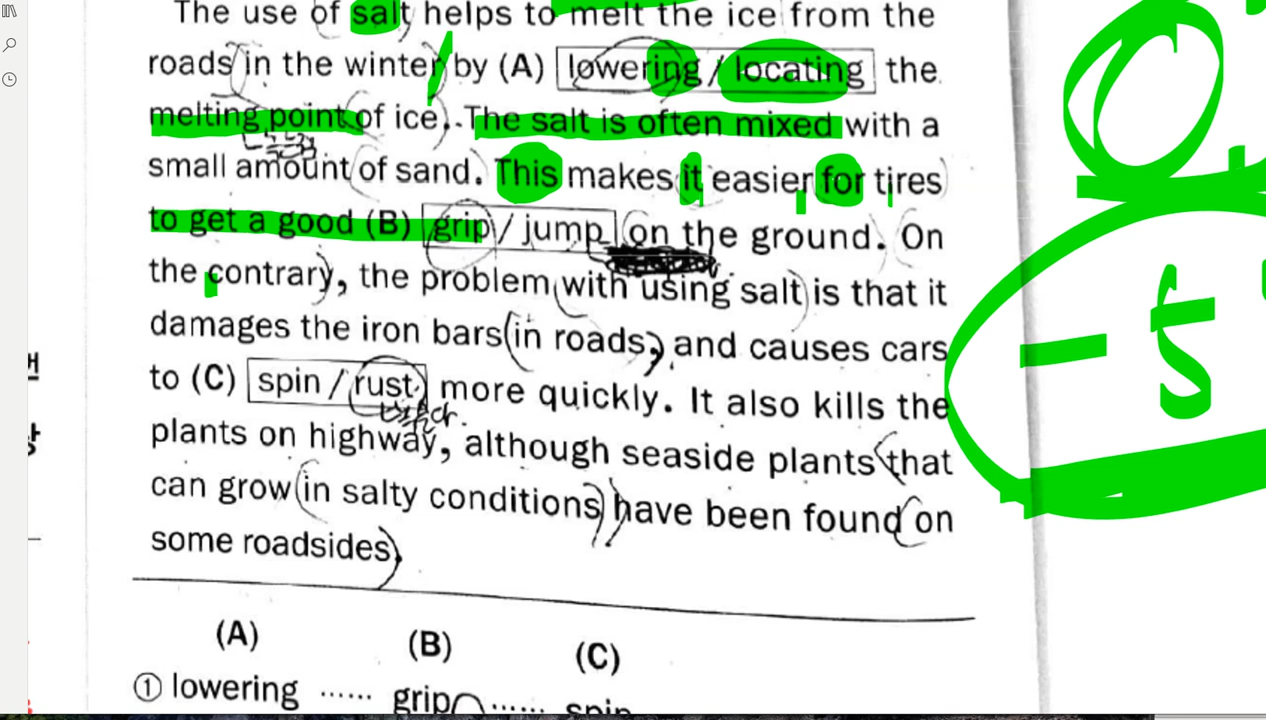 The use of salt helps to melt the ice from the
roads in the winter by (A) lowering / locating the
melting point of ice. The salt is often mixed with a
small amount of sand. This makes it easier for tires
to get a good (B) grip / jump on the ground. On
the contrary, the problem with using salt is that it
damages the iron bars in roads, and causes cars
to (C) spin / rust more quickly. It also kills the
plants on highway, although seaside plants that
can grow in salty conditions have been found on
some roadsides.
(A) (B) (C)
① lowering ...... grip ...... spin
- 5